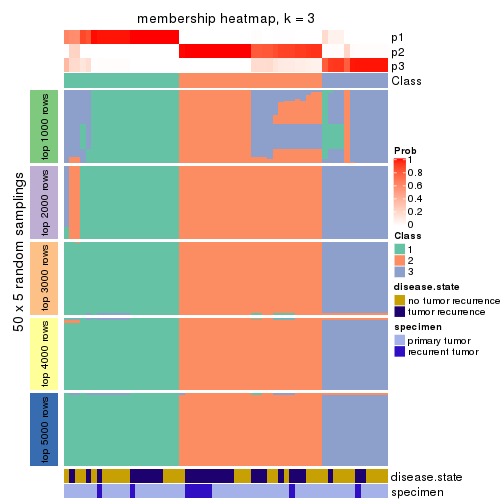 membership heatmap, k = 3
p1
p2
p3
Class
50 x 5 random samplings
top 1000 rows
top 2000 rows
top 3000 rows
top 4000 rows
top 5000 rows
disease.state
specimen
Prob
1
0.8
0.6
0.4
0.2
0
Class
1
2
3
disease.state
no tumor recurrence
tumor recurrence
specimen
primary tumor
recurrent tumor